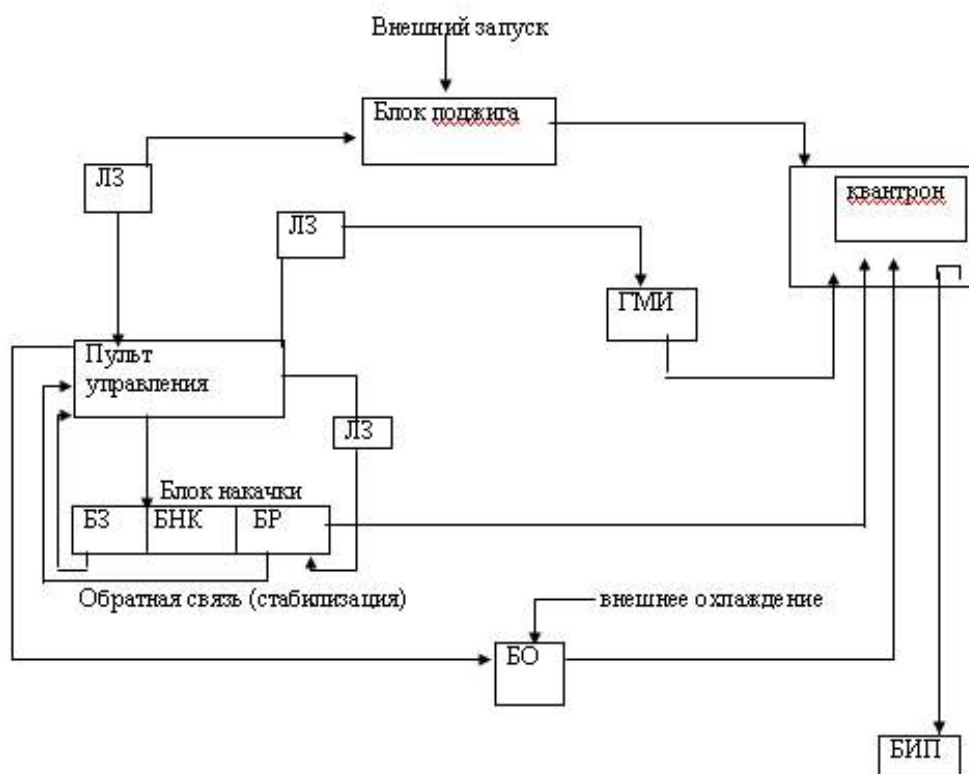 Внешний запуск
Блок поджига
ЛЗ
квантрон
ЛЗ
ГМИ
Пульт
управления
ЛЗ
Блок накачки
БЗ БНК БР
Обратная связь (стабилизация)
внешнее охлаждение
БО
БИП